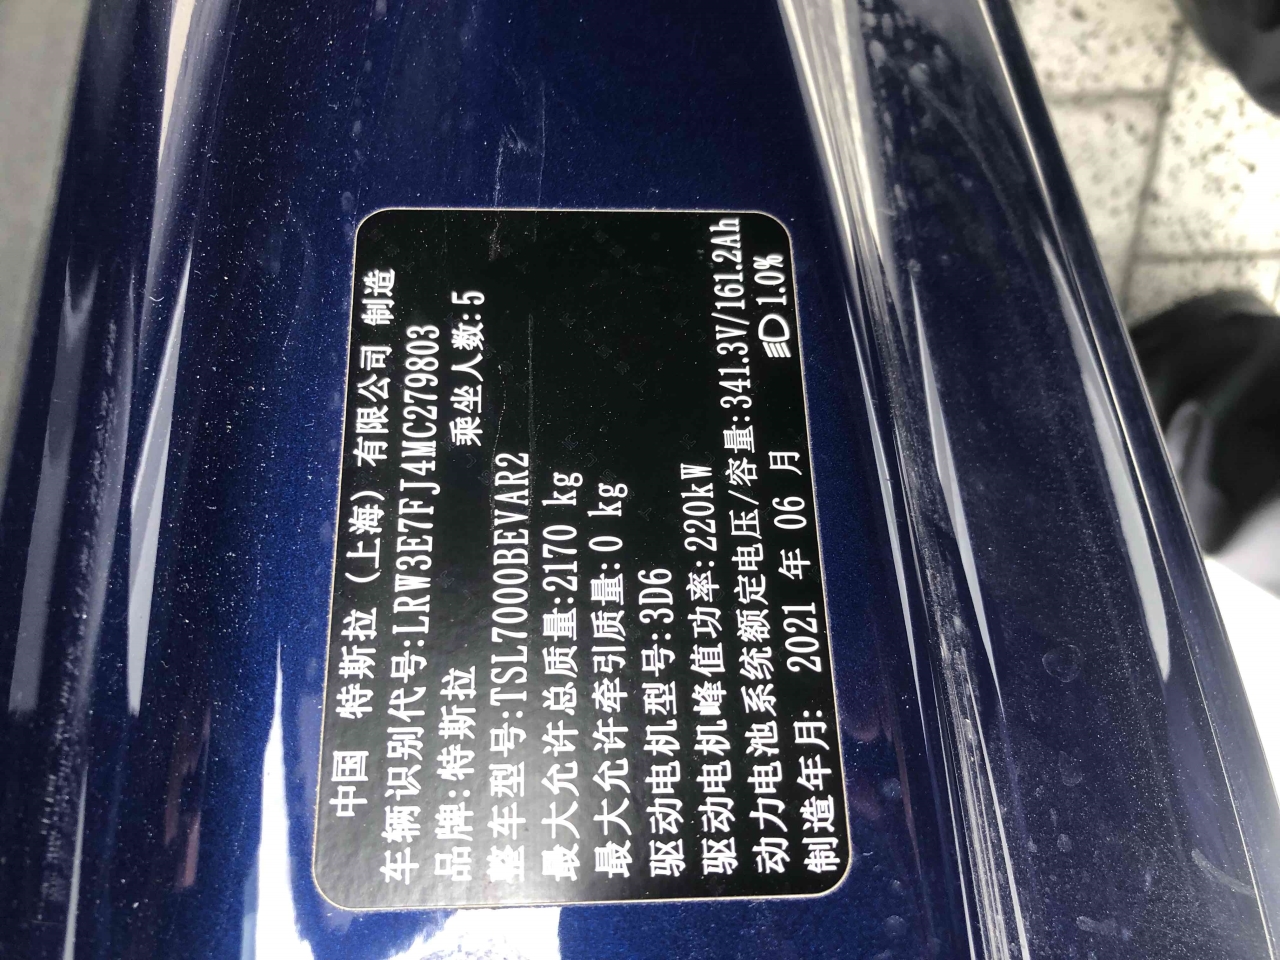 中国 特斯拉（上海）有限公司 制造
车辆识别代号:LRW3E7FJ4MC279803
品牌:特斯拉 乘坐人数:5
整车型号:TSL7000BEVAR2
最大允许总质量:2170 kg
最大允许牵引质量:0 kg
驱动电机型号:3D6
驱动电机峰值功率:220kW
动力电池系统额定电压/容量:341.3V/161.2Ah
制造年月: 2021 年 06 月 1.0%